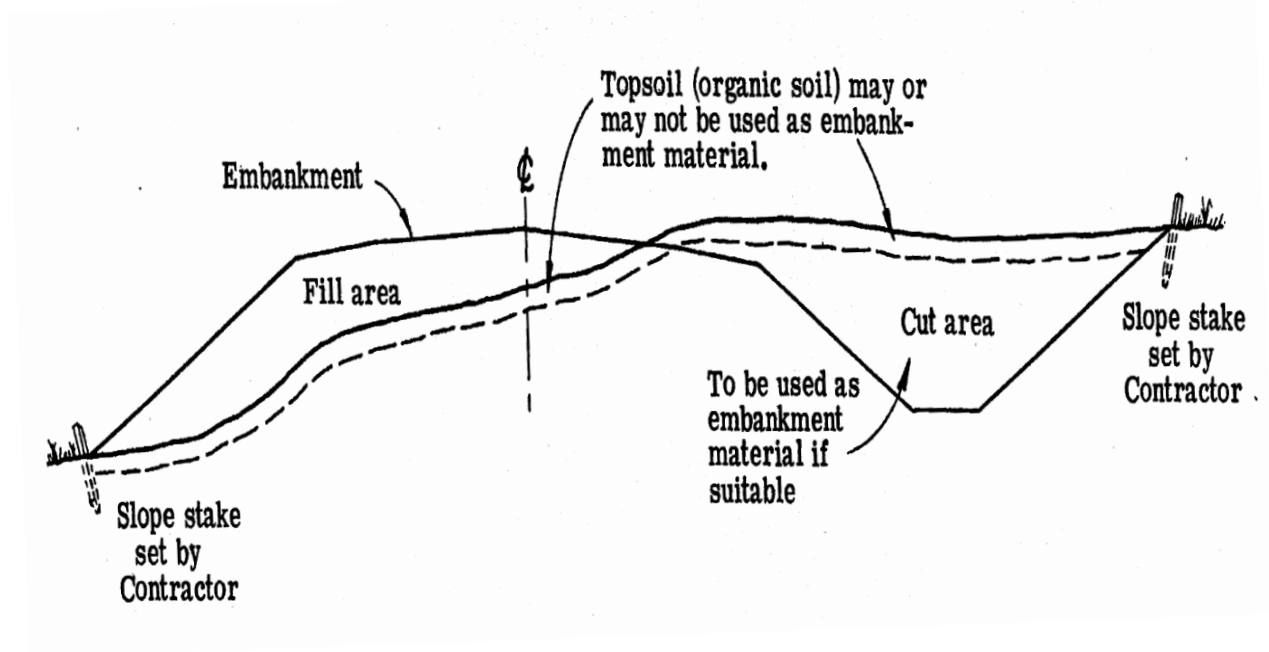 Topsoil (organic soil) may or
may not be used as embank-
ment material.
℄
Embankment
Fill area
Cut area
Slope stake
set by
Contractor
To be used as
embankment
material if
suitable
Slope stake
set by
Contractor